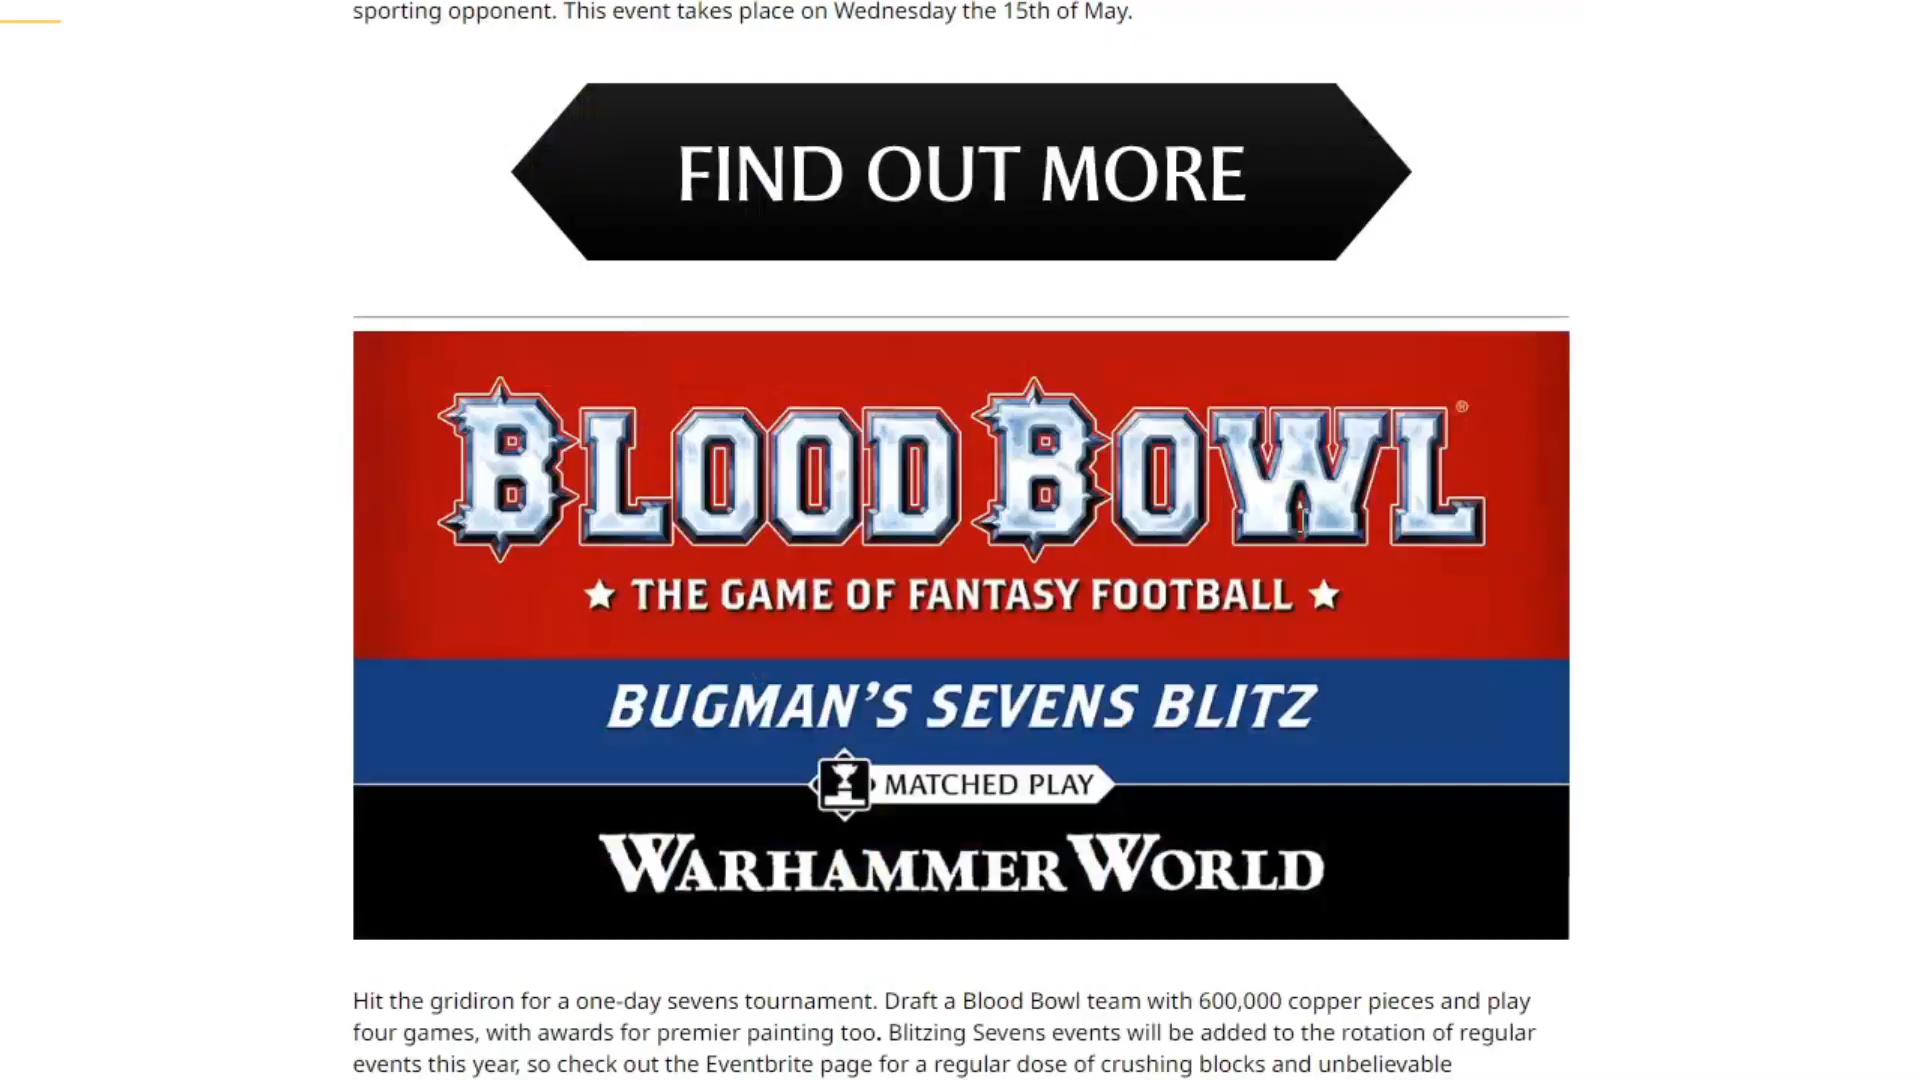 sporting opponent. This event takes place on Wednesday the 15th of May.
FIND OUT MORE
BLOOD BOWL®
★ THE GAME OF FANTASY FOOTBALL ★
BUGMAN'S SEVENS BLITZ
MATCHED PLAY
WARHAMMER WORLD
Hit the gridiron for a one-day sevens tournament. Draft a Blood Bowl team with 600,000 copper pieces and play
four games, with awards for premier painting too. Blitzing Sevens events will be added to the rotation of regular
events this year, so check out the Eventbrite page for a regular dose of crushing blocks and unbelievable